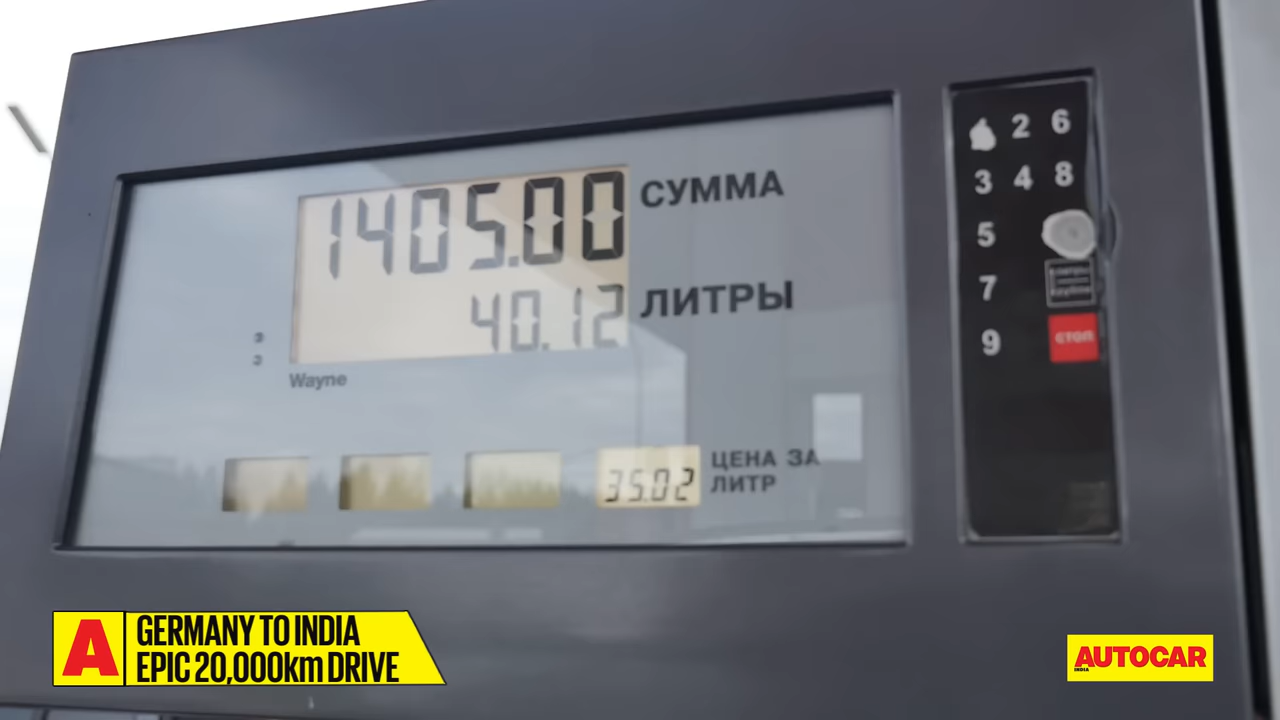 1405.00 СУММА
40.12 ЛИТРЫ
Wayne
35.02 ЦЕНА ЗА
ЛИТР
2 6
3 4 8
5
7
9 СТОП
A GERMANY TO INDIA
EPIC 20,000km DRIVE
AUTOCAR
INDIA